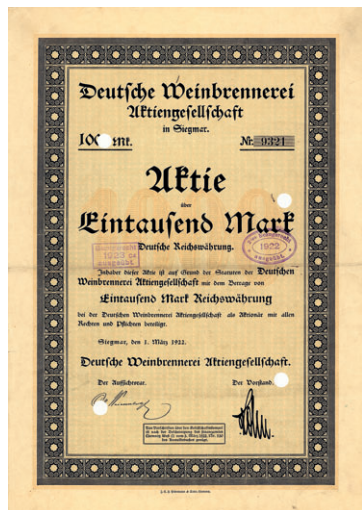 Deutsche Weinbrennerei
Aktiengesellschaft
in Siegmar.
100 Mk.
Nr. 9321
Aktie
über
Eintausend Mark
Deutsche Reichswährung.
1923
1922
Inhaber dieser Aktie ist auf Grund der Statuten der Deutschen
Weinbrennerei Aktiengesellschaft mit dem Betrage von
Eintausend Mark Reichswährung
bei der Deutschen Weinbrennerei Aktiengesellschaft als Aktionär mit allen
Rechten und Pflichten beteiligt.
Siegmar, den 1. März 1922.
Deutsche Weinbrennerei Aktiengesellschaft.
Der Aufsichtsrat.
Der Vorstand.